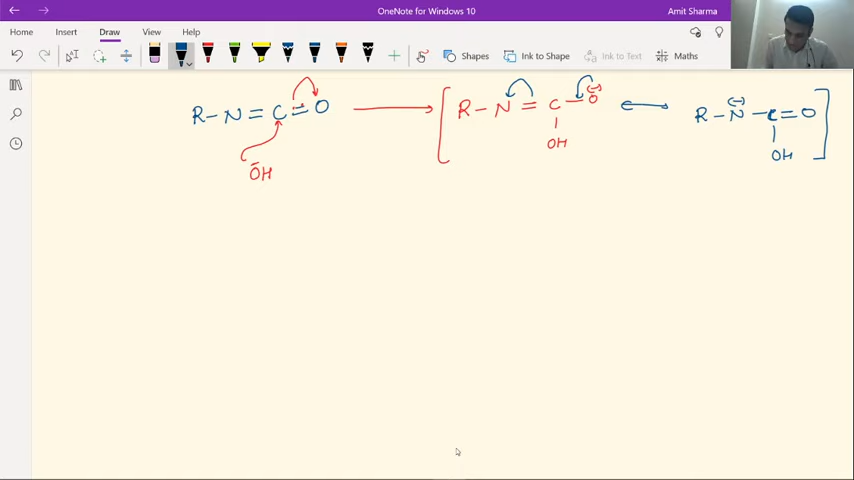 OneNote for Windows 10
Amit Sharma
Home Insert Draw View Help
Shapes Ink to Shape Ink to Text Maths
R-N=C=O → [R-N=C-O(-) ↔ R-N(-)-C=O]
OH OH
ŌH